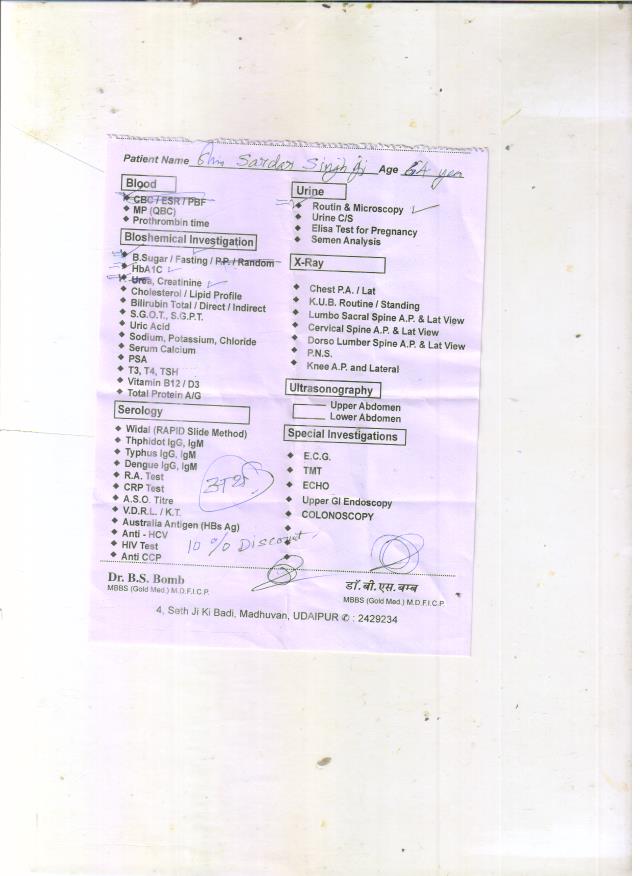 Patient Name Shri Sardar Singh ji Age 64 yrs
Blood
CBC / ESR / PBF
MP (QBC)
Prothrombin time
Bioshemical Investigation
B.Sugar / Fasting / P.P. / Random
HbA1C
Urea, Creatinine
Cholesterol / Lipid Profile
Bilirubin Total / Direct / Indirect
S.G.O.T., S.G.P.T.
Uric Acid
Sodium, Potassium, Chloride
Serum Calcium
PSA
T3, T4, TSH
Vitamin B12 / D3
Total Protein A/G
Serology
Widal (RAPID Slide Method)
Thphidot IgG, IgM
Typhus IgG, IgM
Dengue IgG, IgM
R.A. Test
CRP Test
A.S.O. Titre
V.D.R.L. / K.T.
Australia Antigen (HBs Ag)
Anti - HCV
HIV Test
Anti CCP
10 % Discount
Urine
Routin & Microscopy
Urine C/S
Elisa Test for Pregnancy
Semen Analysis
X-Ray
Chest P.A. / Lat
K.U.B. Routine / Standing
Lumbo Sacral Spine A.P. & Lat View
Cervical Spine A.P. & Lat View
Dorso Lumber Spine A.P. & Lat View
P.N.S.
Knee A.P. and Lateral
Ultrasonography
Upper Abdomen
Lower Abdomen
Special Investigations
E.C.G.
TMT
ECHO
Upper GI Endoscopy
COLONOSCOPY
Dr. B.S. Bomb
MBBS (Gold Med.) M.D.F.I.C.P.
डॉ. बी. एस. बम्ब
MBBS (Gold Med.) M.D.F.I.C.P.
4, Seth Ji Ki Badi, Madhuvan, UDAIPUR ✆ : 2429234